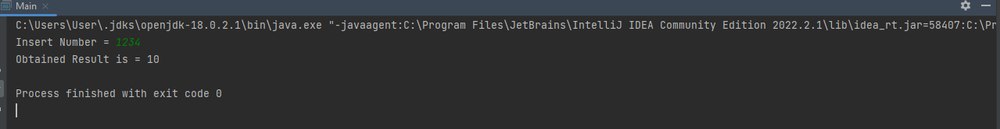 Main
C:\Users\User\.jdks\openjdk-18.0.2.1\bin\java.exe "-javaagent:C:\Program Files\JetBrains\IntelliJ IDEA Community Edition 2022.2.1\lib\idea_rt.jar=58407:C:\Pr
Insert Number = 1234
Obtained Result is = 10
Process finished with exit code 0